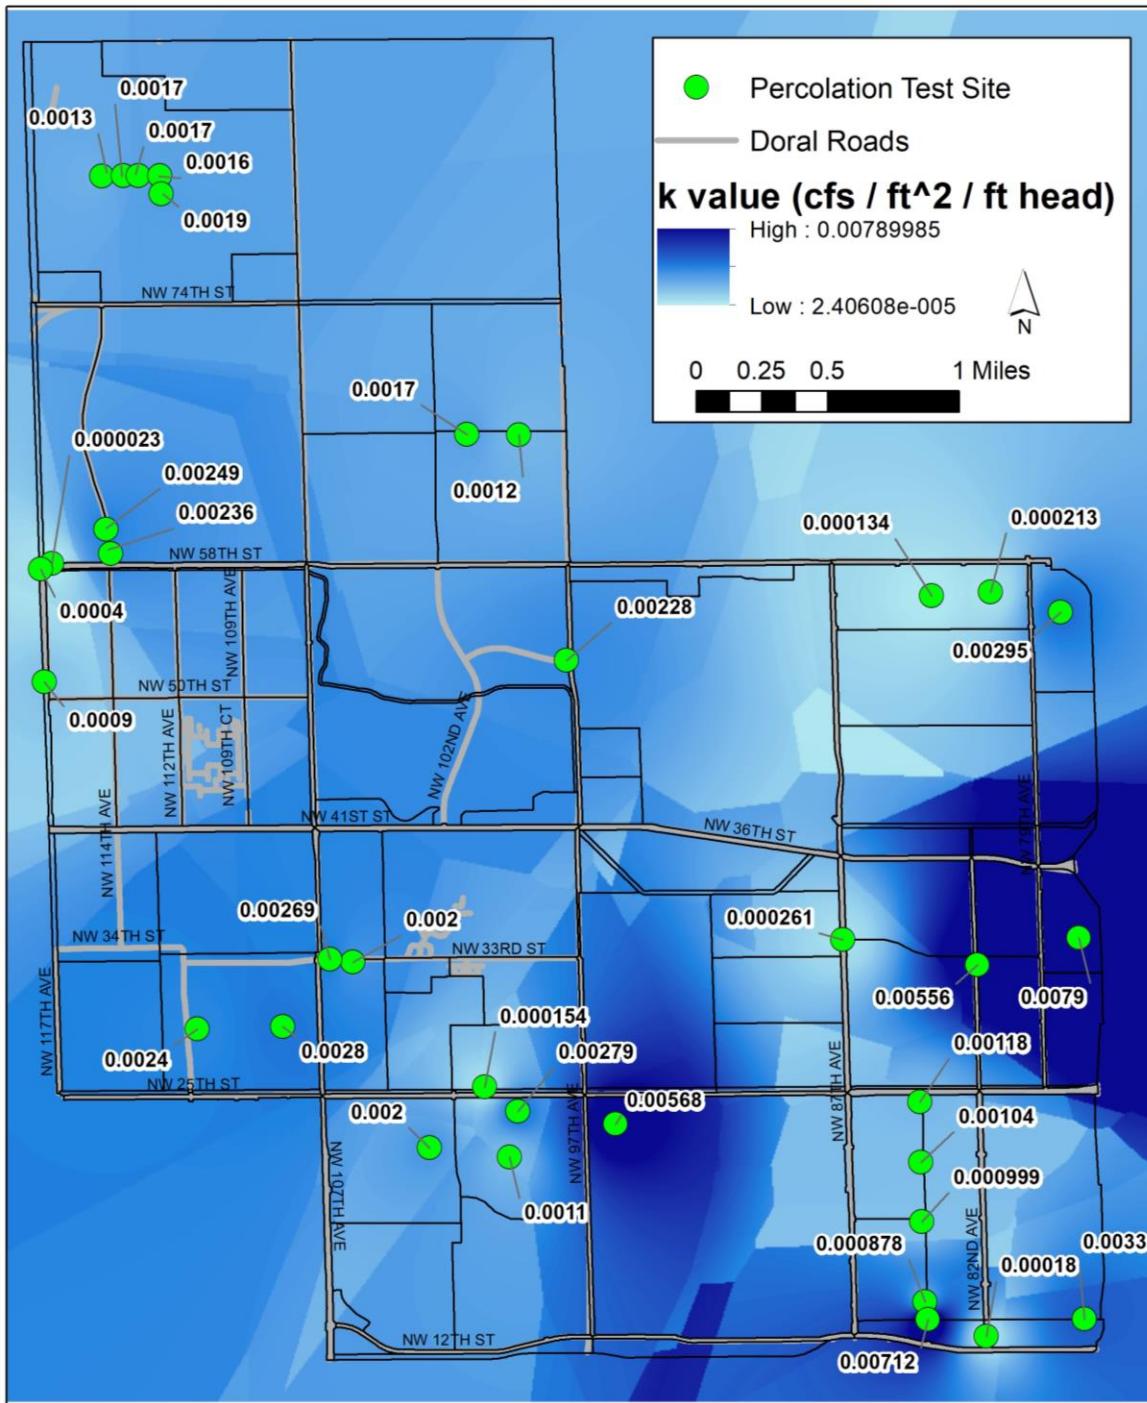 Percolation Test Site
Doral Roads
k value (cfs / ft^2 / ft head)
High : 0.00789985
Low : 2.40608e-005
N
0 0.25 0.5 1 Miles
0.0017
0.0013
0.0017
0.0016
0.0019
NW 74TH ST
0.0017
0.0012
0.000023
0.00249
0.00236
NW 58TH ST
0.0004
0.000134
0.000213
0.00295
0.00228
NW 109TH AVE
NW 50TH ST
0.0009
NW 112TH AVE
NW 109TH CT
NW 102ND AVE
NW 114TH AVE
NW 41ST ST
NW 36TH ST
NW 79TH AVE
0.00269
0.002
0.000261
NW 34TH ST
NW 33RD ST
NW 117TH AVE
0.00556
0.0079
0.000154
0.00279
0.00118
0.0024
0.0028
NW 25TH ST
NW 87TH AVE
0.002
0.00568
0.00104
NW 97TH AVE
0.000999
NW 107TH AVE
0.0011
0.000878
NW 82ND AVE
0.0033
0.00018
NW 12TH ST
0.00712